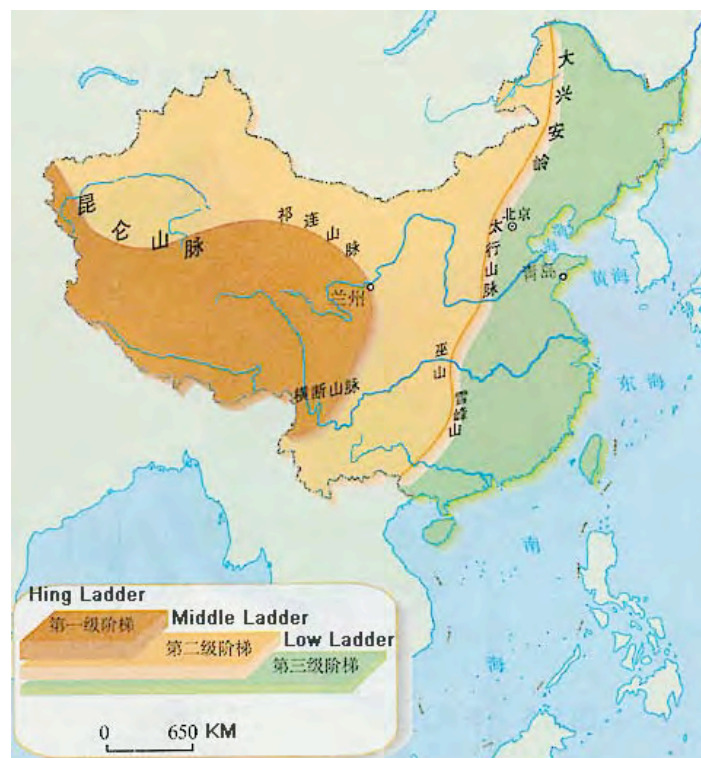 大兴安岭
昆仑山脉
祁连山脉
北京
太行山脉
渤海
兰州
青岛
黄海
巫山
横断山脉
雪峰山
东海
南海
Hing Ladder
第一级阶梯
Middle Ladder
第二级阶梯
Low Ladder
第三级阶梯
0 650 KM